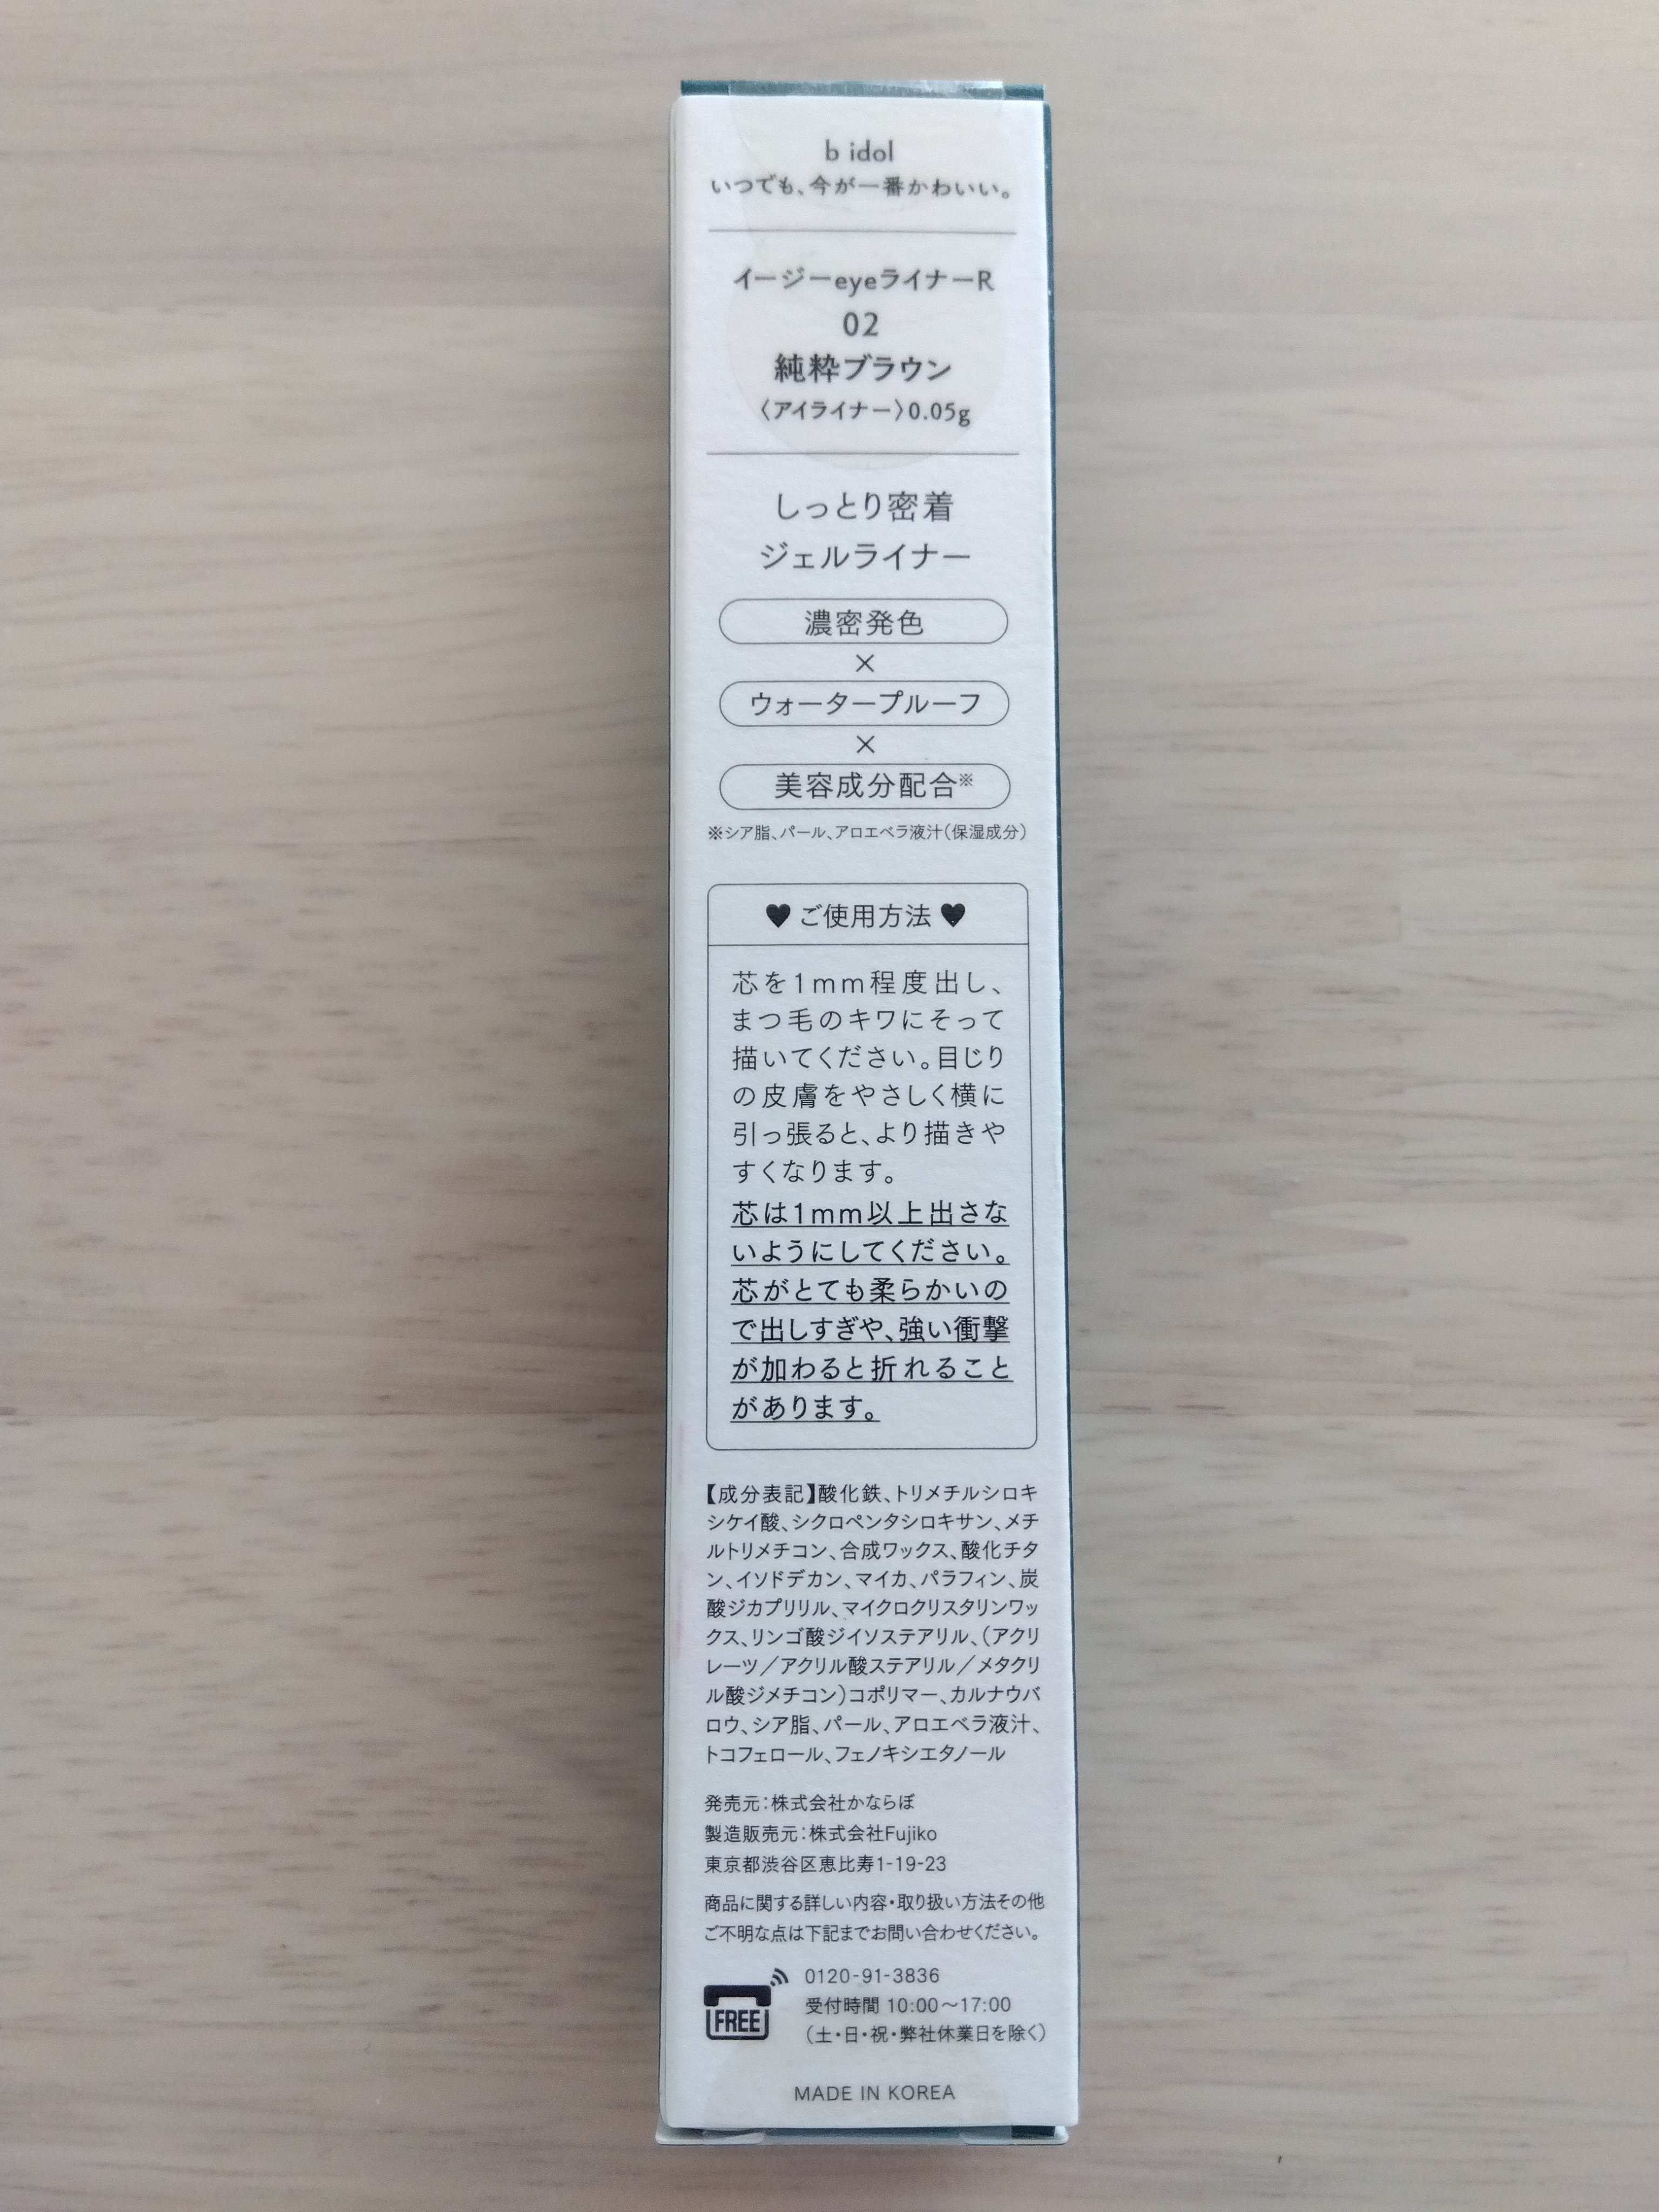 b idol
いつでも、今が一番かわいい。
イージーeyeライナーR
02
純粋ブラウン
〈アイライナー〉0.05g
しっとり密着
ジェルライナー
濃密発色
×
ウォータープルーフ
×
美容成分配合※
※シア脂、パール、アロエベラ液汁(保湿成分)
♥ご使用方法♥
芯を1mm程度出し、
まつ毛のキワにそって
描いてください。目じり
の皮膚をやさしく横に
引っ張ると、より描きや
すくなります。
芯は1mm以上出さな
いようにしてください。
芯がとても柔らかいの
で出しすぎや、強い衝撃
が加わると折れること
があります。
【成分表記】酸化鉄、トリメチルシロキ
シケイ酸、シクロペンタシロキサン、メチ
ルトリメチコン、合成ワックス、酸化チタ
ン、イソドデカン、マイカ、パラフィン、炭
酸ジカプリリル、マイクロクリスタリンワッ
クス、リンゴ酸ジイソステアリル、(アクリ
レーツ/アクリル酸ステアリル/メタクリ
ル酸ジメチコン)コポリマー、カルナウバ
ロウ、シア脂、パール、アロエベラ液汁、
トコフェロール、フェノキシエタノール
発売元:株式会社かならぼ
製造販売元:株式会社Fujiko
東京都渋谷区恵比寿1-19-23
商品に関する詳しい内容・取り扱い方法その他
ご不明な点は下記までお問い合わせください。
FREE
0120-91-3836
受付時間 10:00〜17:00
(土・日・祝・弊社休業日を除く)
MADE IN KOREA